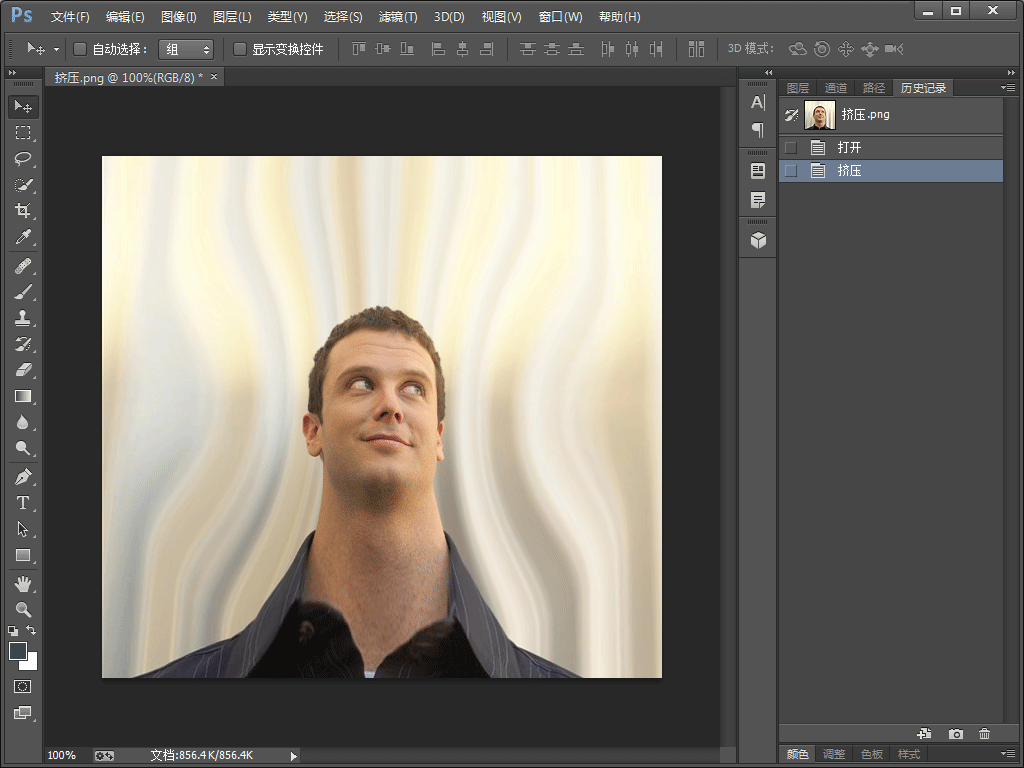 Ps 文件(F) 编辑(E) 图像(I) 图层(L) 类型(Y) 选择(S) 滤镜(T) 3D(D) 视图(V) 窗口(W) 帮助(H)
自动选择： 组 显示变换控件 3D 模式：
挤压.png @ 100%(RGB/8) * ×
图层 通道 路径 历史记录
挤压.png
打开
挤压
100% 文档:856.4K/856.4K
颜色 调整 色板 样式